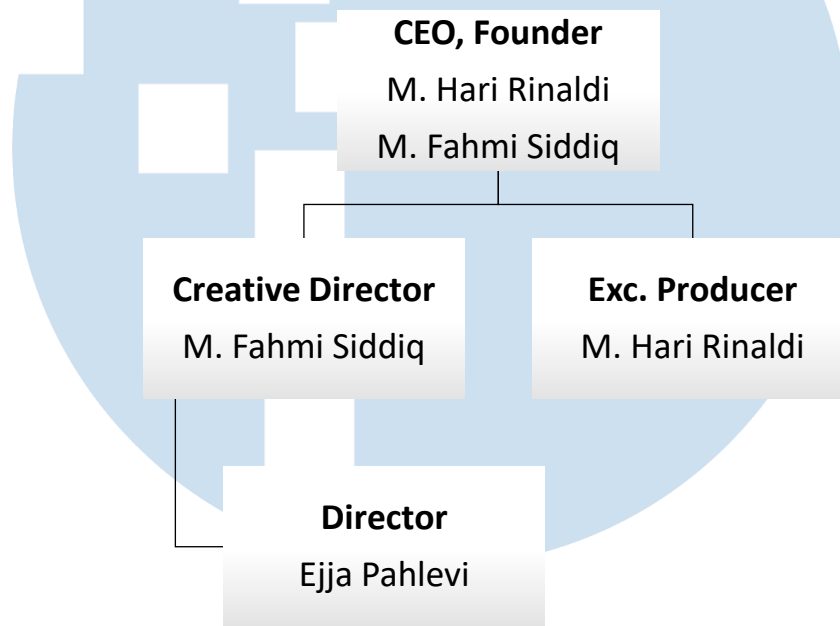 CEO, Founder
M. Hari Rinaldi
M. Fahmi Siddiq
Creative Director
M. Fahmi Siddiq
Exc. Producer
M. Hari Rinaldi
Director
Ejja Pahlevi